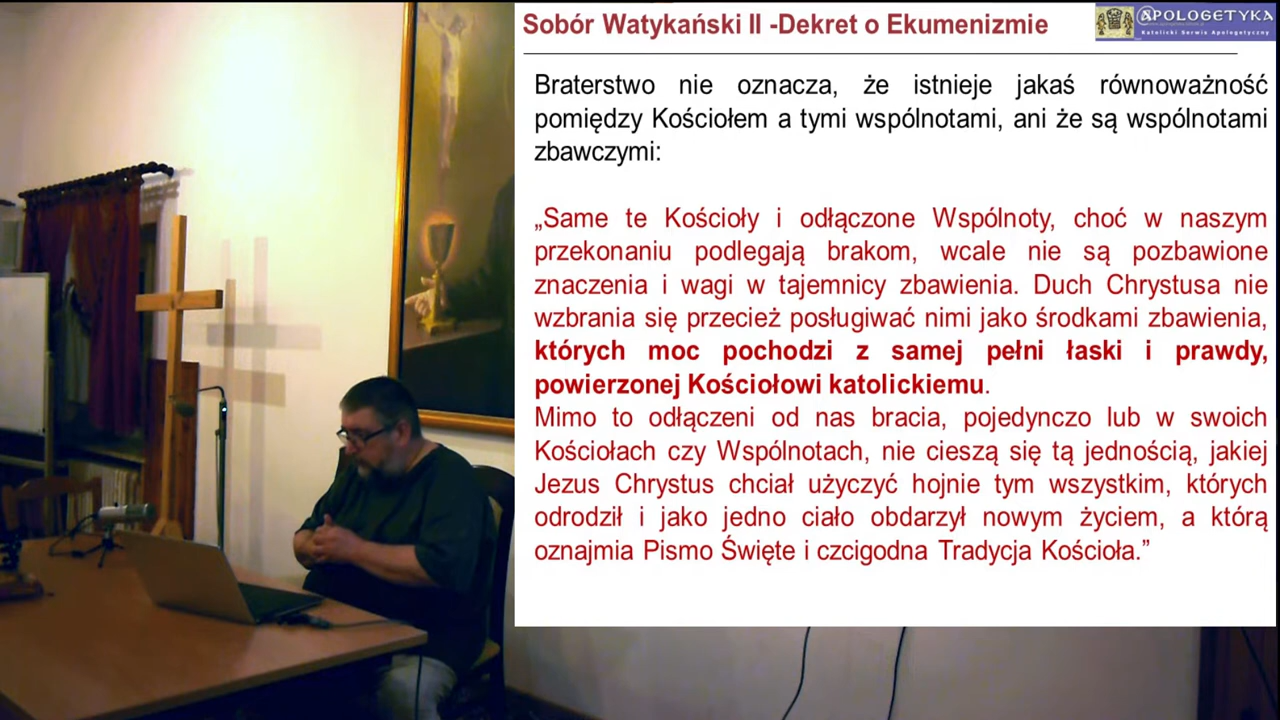 Sobór Watykański II -Dekret o Ekumenizmie
@POLOGETYKA
Katolicki Serwis Apologetyczny
Braterstwo nie oznacza, że istnieje jakaś równoważność
pomiędzy Kościołem a tymi wspólnotami, ani że są wspólnotami
zbawczymi:
„Same te Kościoły i odłączone Wspólnoty, choć w naszym
przekonaniu podlegają brakom, wcale nie są pozbawione
znaczenia i wagi w tajemnicy zbawienia. Duch Chrystusa nie
wzbrania się przecież posługiwać nimi jako środkami zbawienia,
których moc pochodzi z samej pełni łaski i prawdy,
powierzonej Kościołowi katolickiemu.
Mimo to odłączeni od nas bracia, pojedynczo lub w swoich
Kościołach czy Wspólnotach, nie cieszą się tą jednością, jakiej
Jezus Chrystus chciał użyczyć hojnie tym wszystkim, których
odrodził i jako jedno ciało obdarzył nowym życiem, a którą
oznajmia Pismo Święte i czcigodna Tradycja Kościoła.”